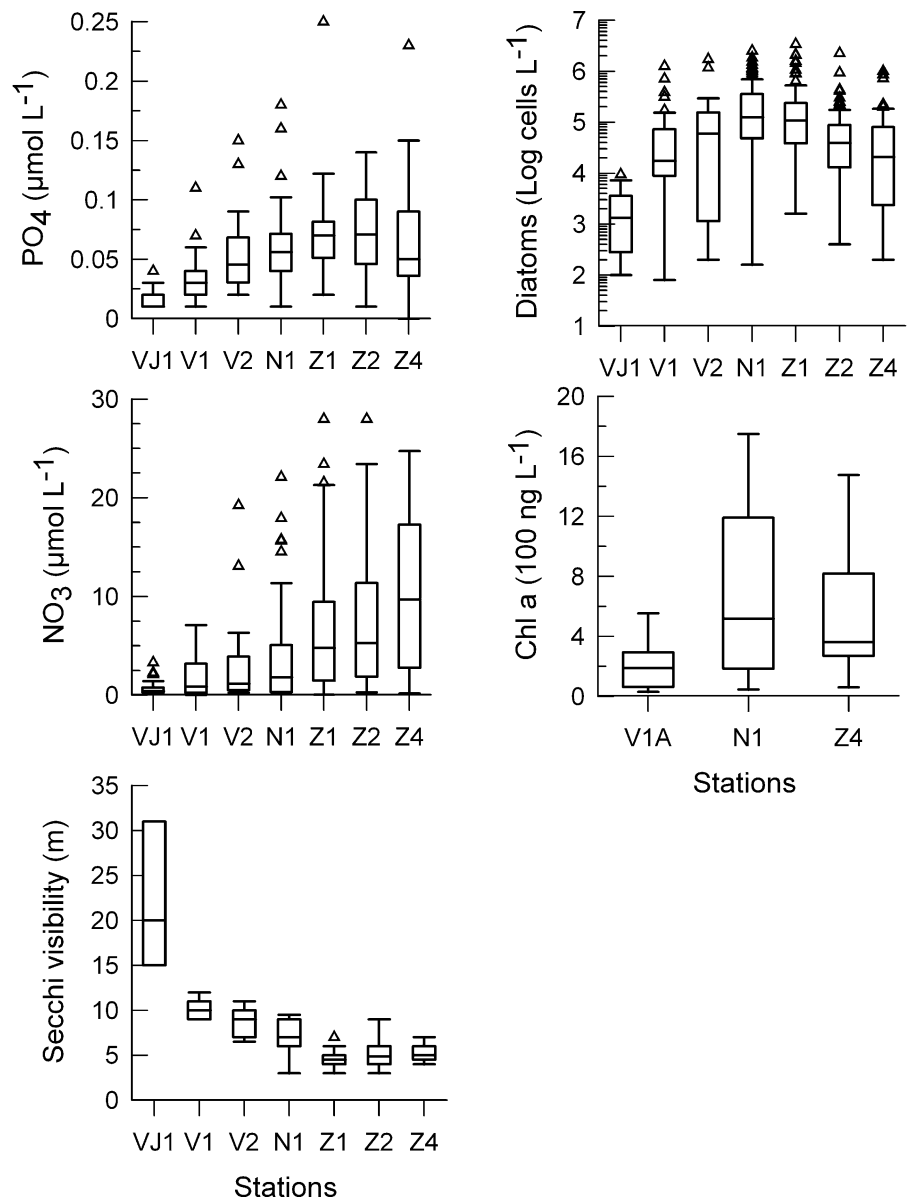 PO4 (µmol L-1)
0.25
0.2
0.15
0.1
0.05
0
VJ1 V1 V2 N1 Z1 Z2 Z4
Diatoms (Log cells L-1)
7
6
5
4
3
2
1
VJ1 V1 V2 N1 Z1 Z2 Z4
NO3 (µmol L-1)
30
20
10
0
VJ1 V1 V2 N1 Z1 Z2 Z4
Chl a (100 ng L-1)
20
16
12
8
4
0
V1A N1 Z4
Stations
Secchi visibility (m)
35
30
25
20
15
10
5
0
VJ1 V1 V2 N1 Z1 Z2 Z4
Stations